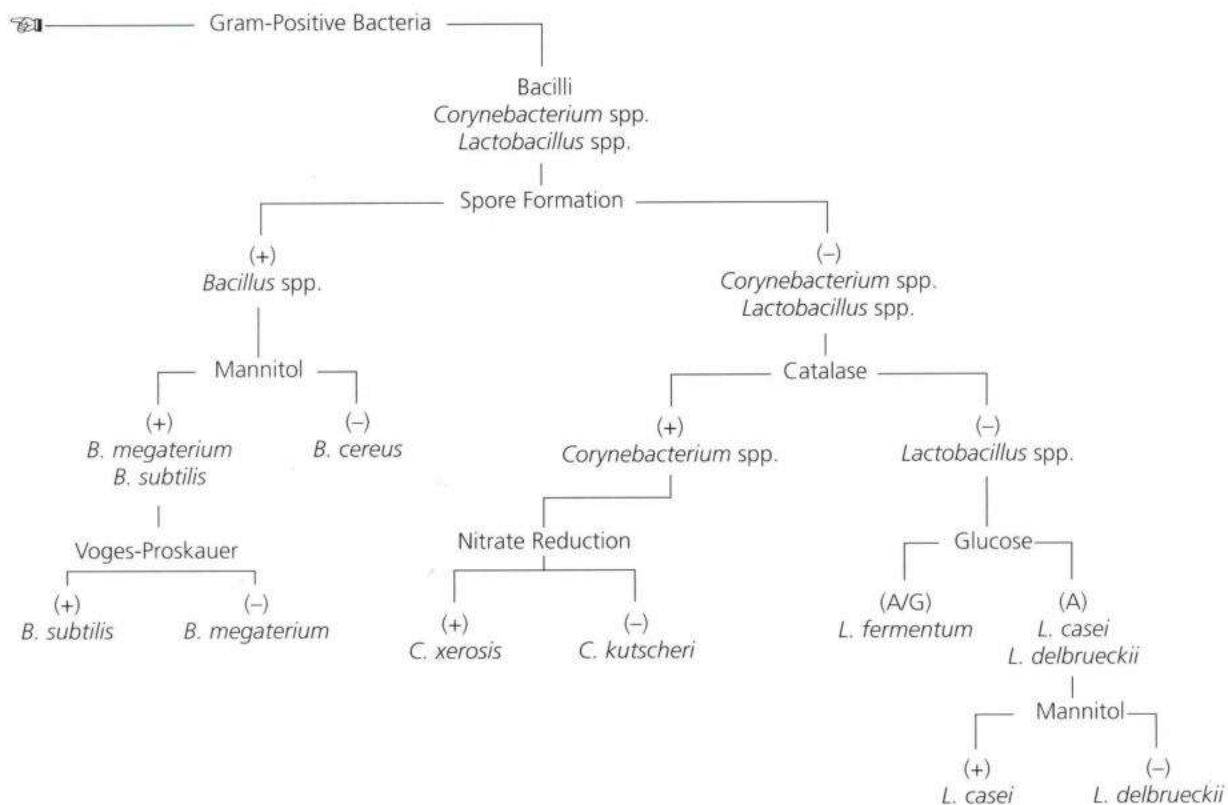 Gram-Positive Bacteria
Bacilli
Corynebacterium spp.
Lactobacillus spp.
Spore Formation
(+)
Bacillus spp.
(–)
Corynebacterium spp.
Lactobacillus spp.
Mannitol
Catalase
(+)
B. megaterium
B. subtilis
(–)
B. cereus
(+)
Corynebacterium spp.
(–)
Lactobacillus spp.
Voges-Proskauer
Nitrate Reduction
Glucose
(+)
B. subtilis
(–)
B. megaterium
(+)
C. xerosis
(–)
C. kutscheri
(A/G)
L. fermentum
(A)
L. casei
L. delbrueckii
Mannitol
(+)
L. casei
(–)
L. delbrueckii